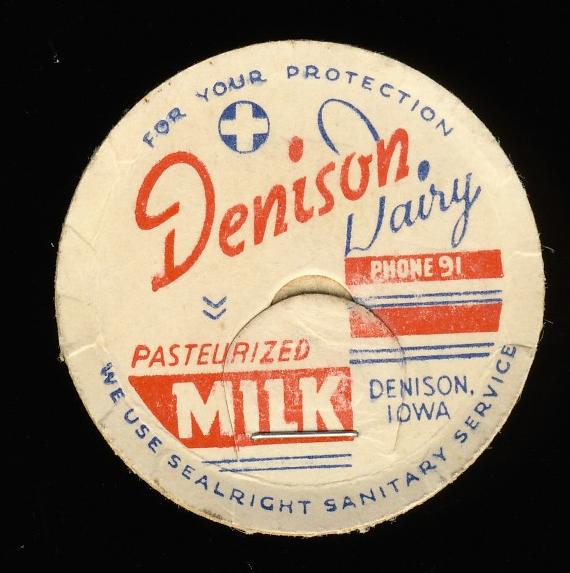 FOR YOUR PROTECTION
Denison
Dairy
PHONE 91
PASTEURIZED
MILK
DENISON,
IOWA
WE USE SEALRIGHT SANITARY SERVICE